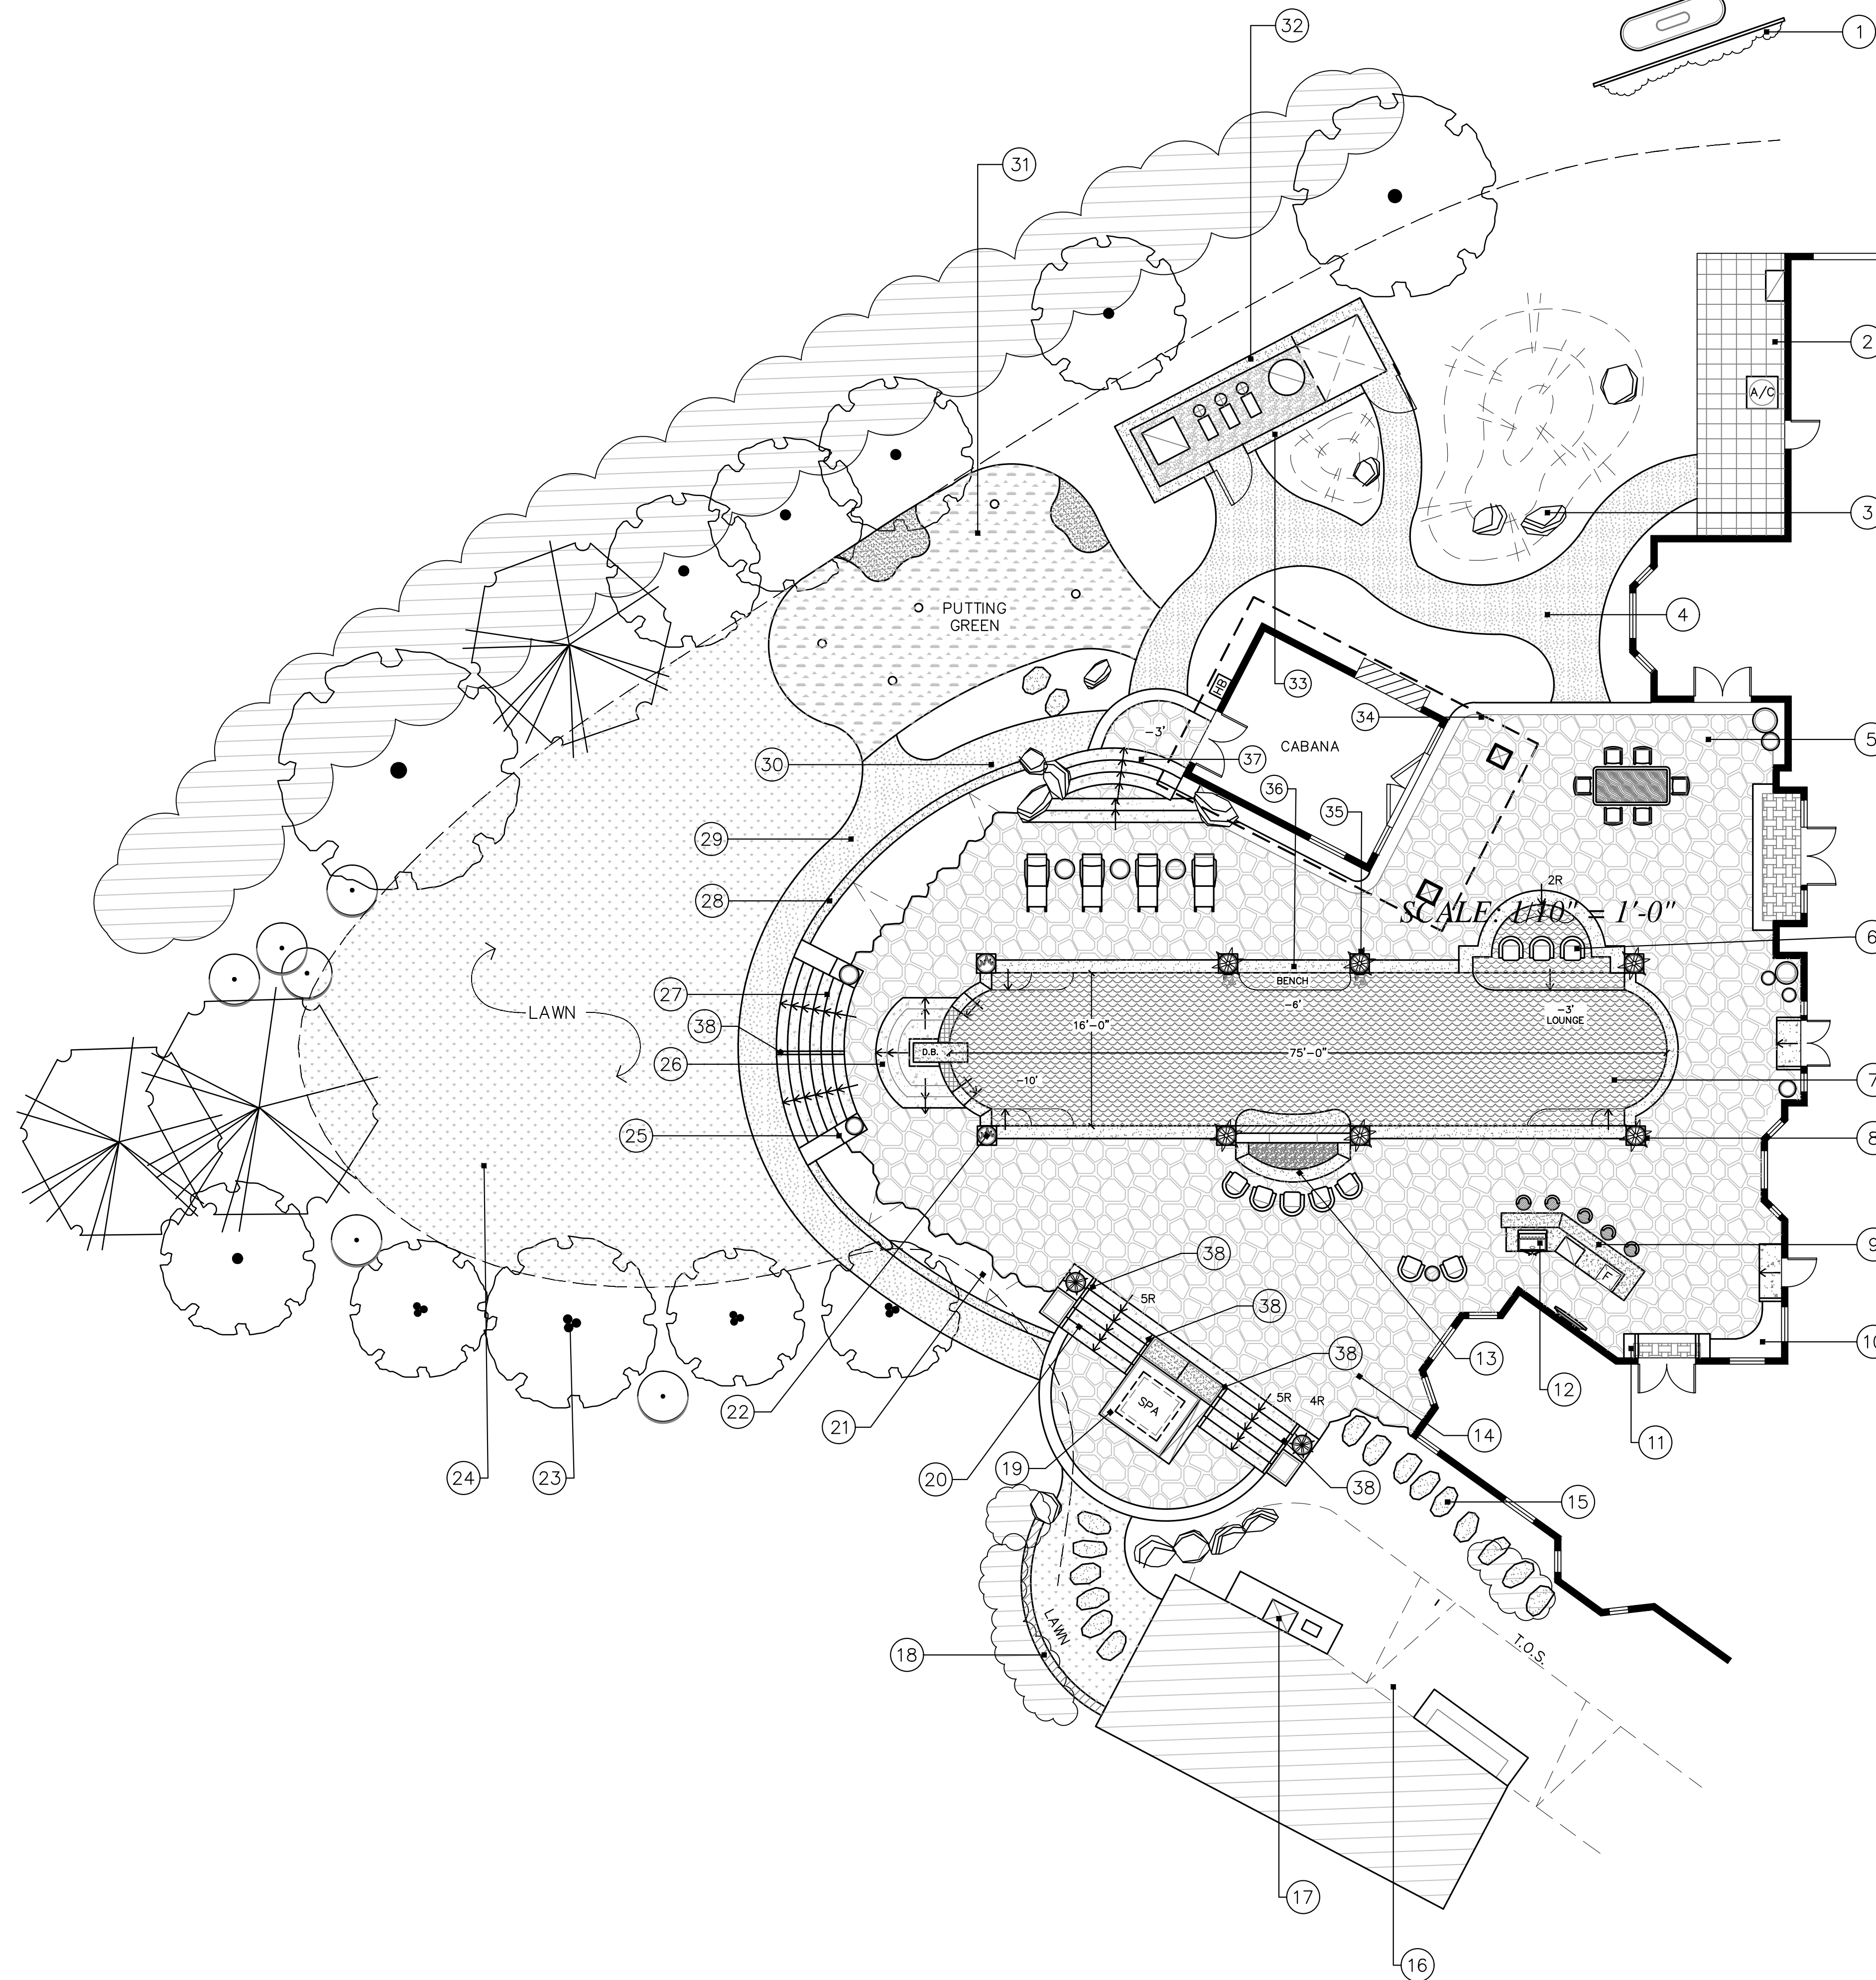 32
1
31
2
A/C
3
PUTTING
GREEN
4
33
HB
34
-3'
CABANA
5
30
37
36
35
29
2R
28
SCALE: 1/10" = 1'-0"
6
BENCH
27
-6'
-3'
LOUNGE
LAWN
16'-0"
38
D.B.
75'-0"
26
-10'
7
25
8
38
9
F
5R
38
10
38
13
12
SPA
5R
4R
22
21
14
11
24
23
20
19
38
15
LAWN
18
T.O.S.
17
16